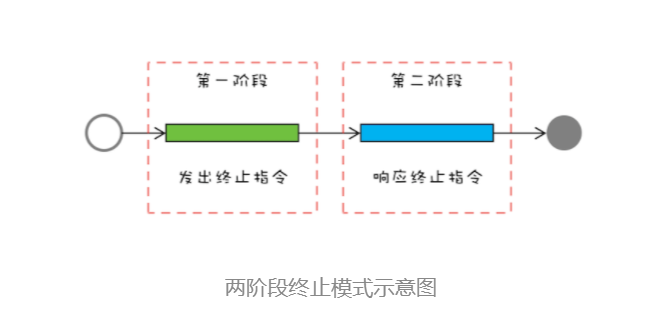 第一阶段
第二阶段
发出终止指令
响应终止指令
两阶段终止模式示意图